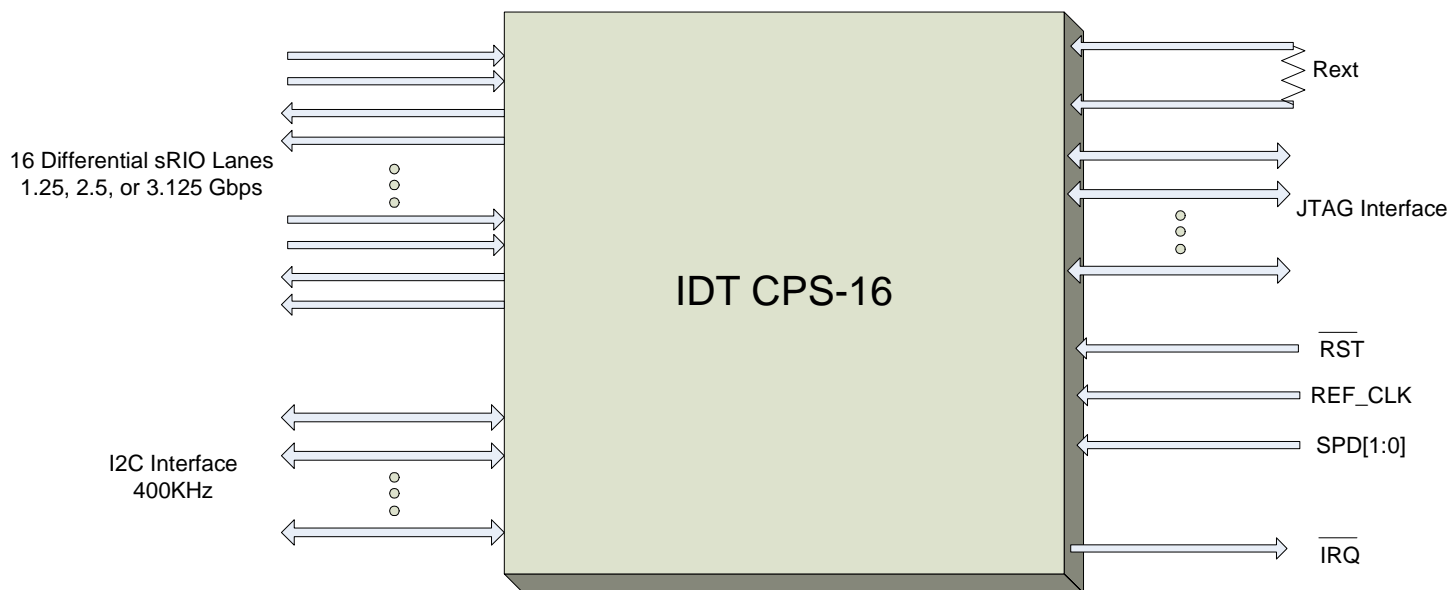 16 Differential sRIO Lanes
1.25, 2.5, or 3.125 Gbps
I2C Interface
400KHz
IDT CPS-16
Rext
JTAG Interface
RST
REF_CLK
SPD[1:0]
IRQ